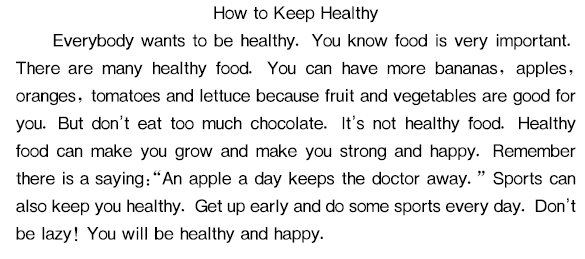 How to Keep Healthy
Everybody wants to be healthy. You know food is very important.
There are many healthy food. You can have more bananas, apples,
oranges, tomatoes and lettuce because fruit and vegetables are good for
you. But don't eat too much chocolate. It's not healthy food. Healthy
food can make you grow and make you strong and happy. Remember
there is a saying:“An apple a day keeps the doctor away.” Sports can
also keep you healthy. Get up early and do some sports every day. Don't
be lazy! You will be healthy and happy.